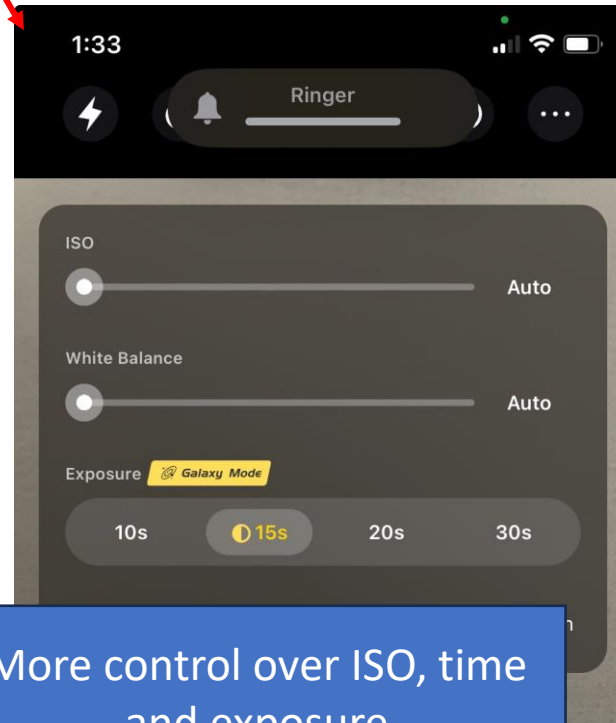 1:33
Ringer
ISO
Auto
White Balance
Auto
Exposure Galaxy Mode
10s 15s 20s 30s
More control over ISO, time
and exposure